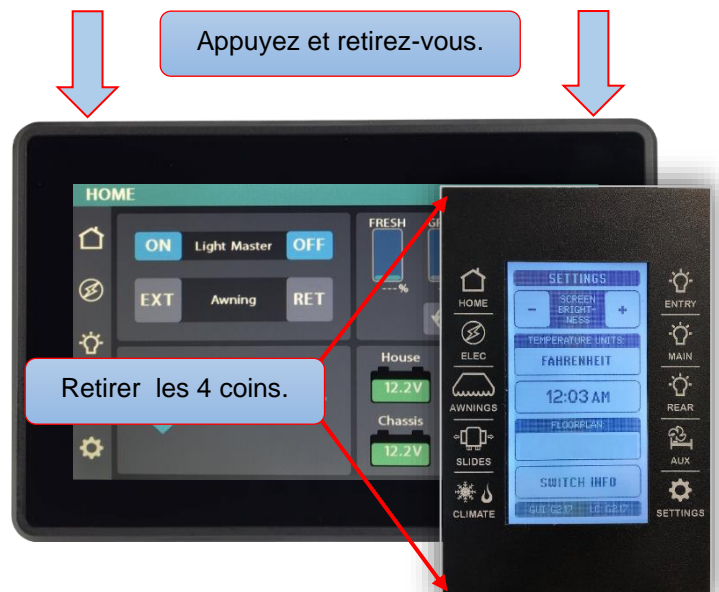 Appuyez et retirez-vous.
HOME
FRESH
ON Light Master OFF
---%
EXT Awning RET
House
12.2V
Chassis
12.2V
Retirer les 4 coins.
SETTINGS
- SCREEN BRIGHT-NESS +
TEMPERATURE UNITS:
FAHRENHEIT
12:03 AM
FLOORPLAN
SWITCH INFO
HOME
ELEC
AWNINGS
SLIDES
CLIMATE
ENTRY
MAIN
REAR
AUX
SETTINGS